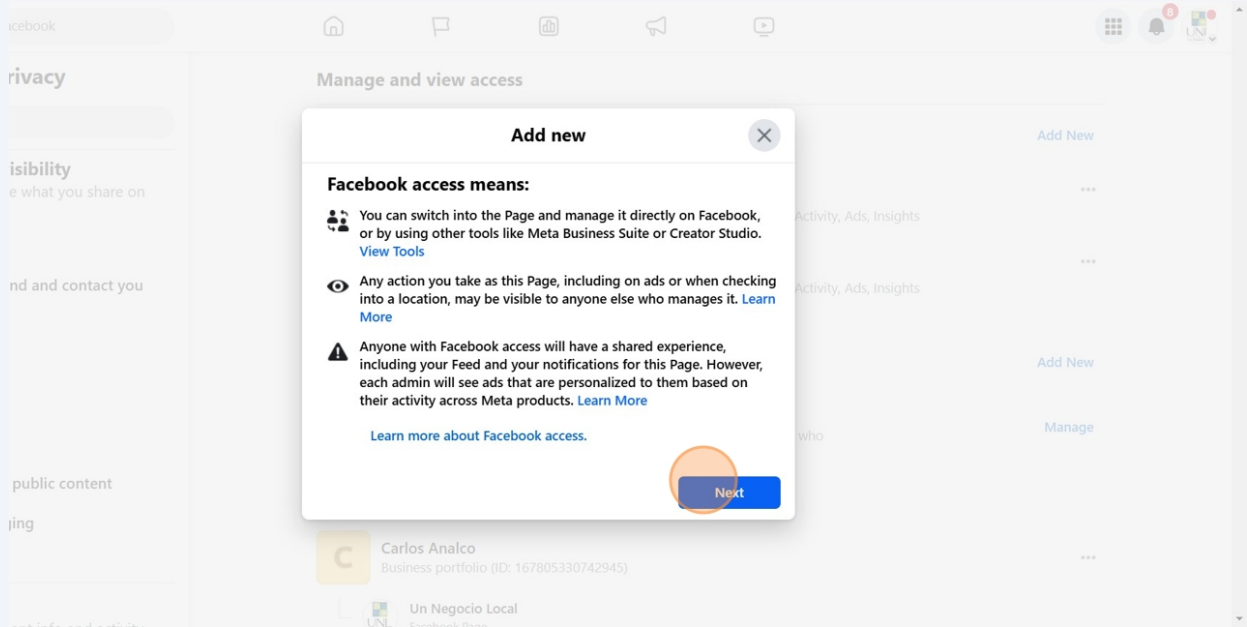 acebook
8
rivacy
Manage and view access
Add new
Add New
Facebook access means:
isibility
e what you share on
You can switch into the Page and manage it directly on Facebook,
or by using other tools like Meta Business Suite or Creator Studio.
View Tools
Activity, Ads, Insights
nd and contact you
Any action you take as this Page, including on ads or when checking
into a location, may be visible to anyone else who manages it. Learn
More
Activity, Ads, Insights
Anyone with Facebook access will have a shared experience,
including your Feed and your notifications for this Page. However,
each admin will see ads that are personalized to them based on
their activity across Meta products. Learn More
Add New
Learn more about Facebook access.
who
Manage
public content
Next
ging
C
Carlos Analco
Business portfolio (ID: 167805330742945)
UNL
Un Negocio Local
Facebook Page